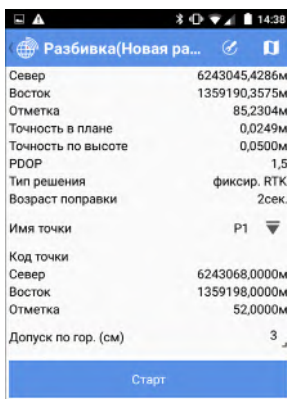 14:38
Разбивка(Новая ра...
Север 6243045,4286м
Восток 1359190,3575м
Отметка 85,2304м
Точность в плане 0,0249м
Точность по высоте 0,0500м
PDOP 1,5
Тип решения фиксир. RTK
Возраст поправки 2сек.
Имя точки P1
Код точки
Север 6243068,0000м
Восток 1359198,0000м
Отметка 52,0000м
Допуск по гор. (см) 3
Старт